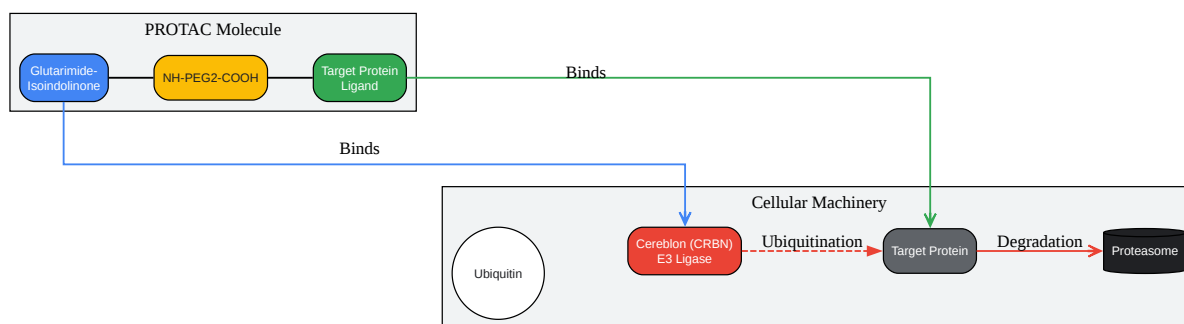 PROTAC Molecule
Glutarimide-
Isoindolinone
NH-PEG2-COOH
Target Protein
Ligand
Binds
Binds
Cellular Machinery
Ubiquitin
Cereblon (CRBN)
E3 Ligase
Ubiquitination
Target Protein
Degradation
Proteasome